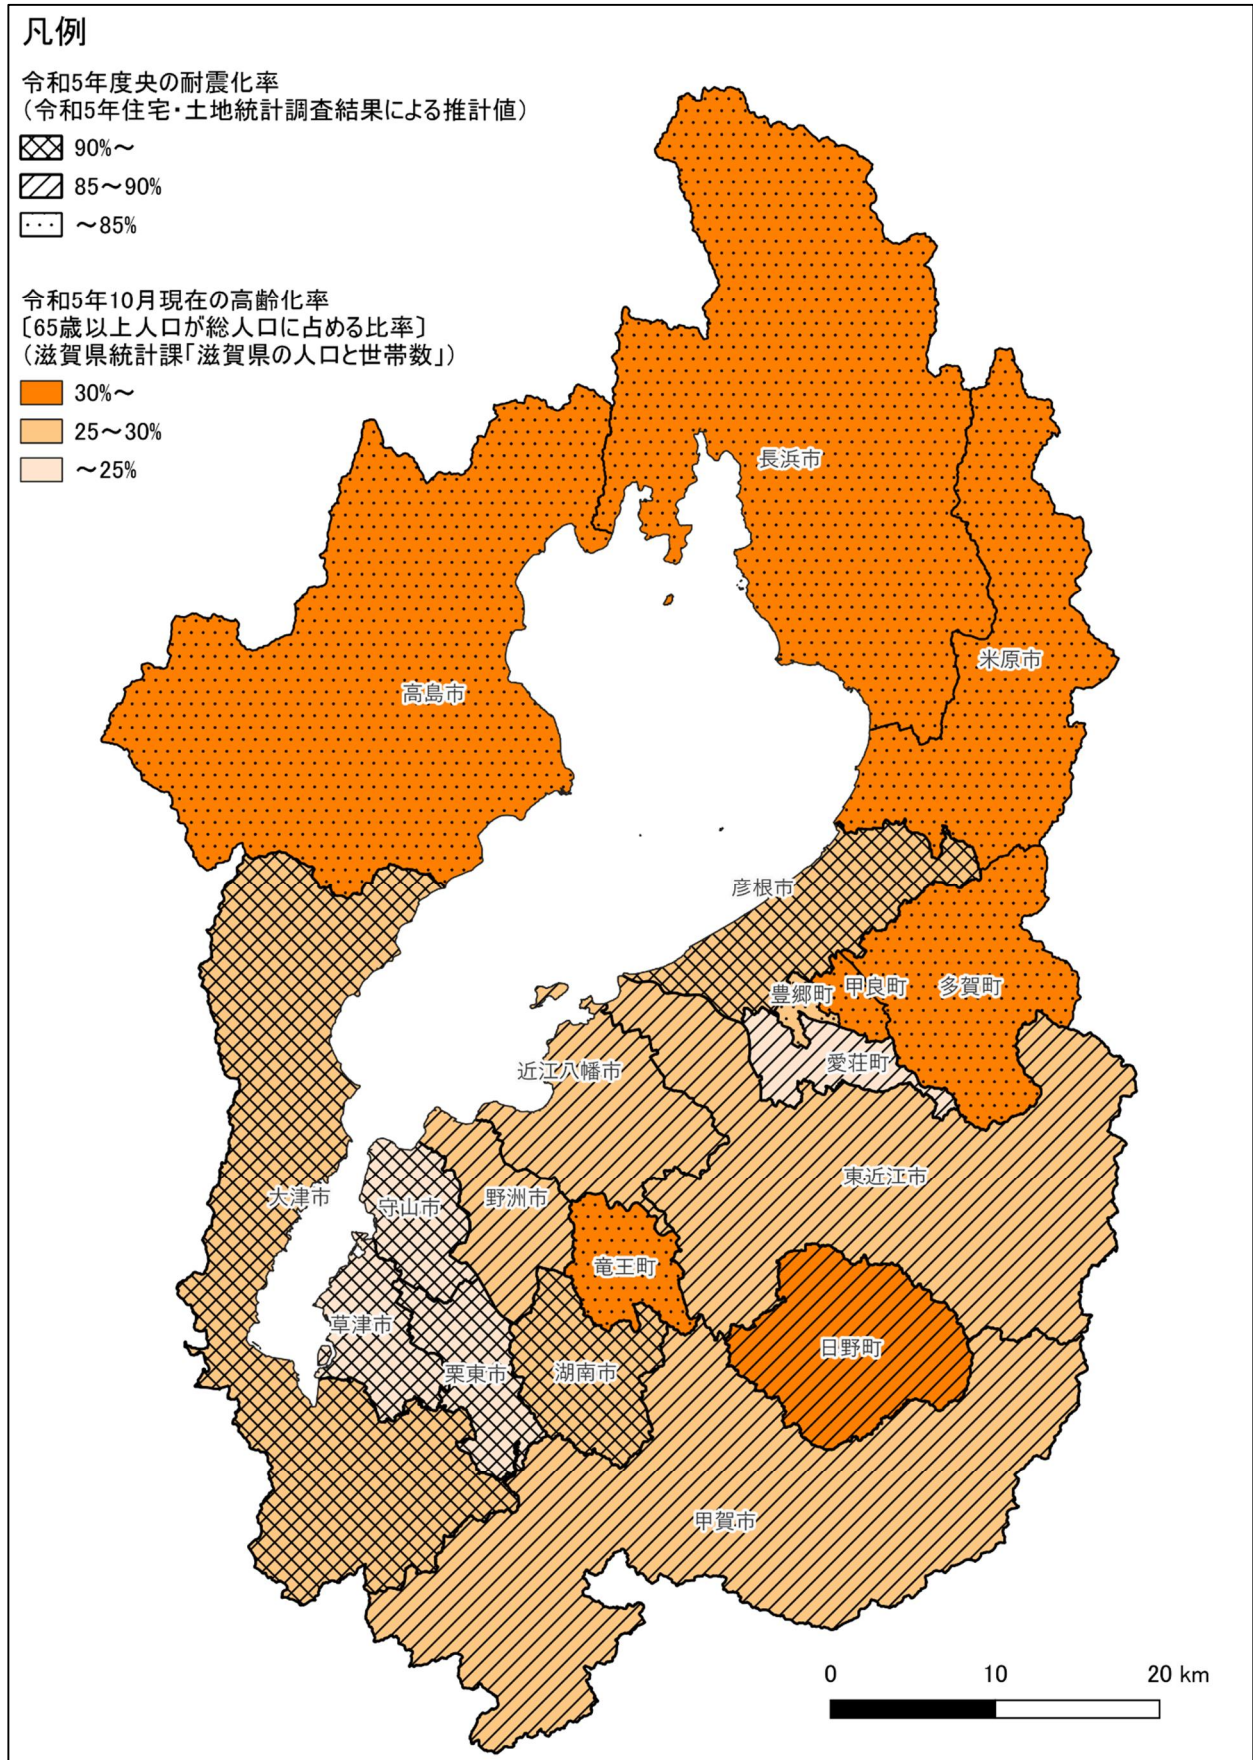 凡例
令和5年度央の耐震化率
（令和5年住宅・土地統計調査結果による推計値）
90%～
85～90%
～85%
令和5年10月現在の高齢化率
〔65歳以上人口が総人口に占める比率〕
（滋賀県統計課「滋賀県の人口と世帯数」）
30%～
25～30%
～25%
長浜市
米原市
高島市
彦根市
豊郷町
甲良町
多賀町
愛荘町
近江八幡市
東近江市
大津市
守山市
野洲市
竜王町
草津市
栗東市
湖南市
日野町
甲賀市
0 10 20 km